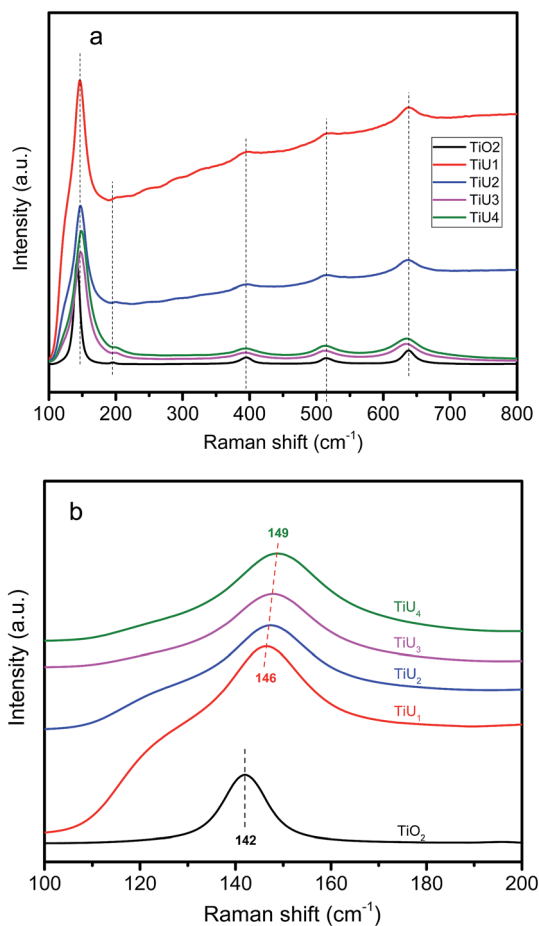 a
Intensity (a.u.)
TiO2
TiU1
TiU2
TiU3
TiU4
100 200 300 400 500 600 700 800
Raman shift (cm⁻¹)
b
Intensity (a.u.)
149
TiU₄
TiU₃
TiU₂
146
TiU₁
142
TiO₂
100 120 140 160 180 200
Raman shift (cm⁻¹)